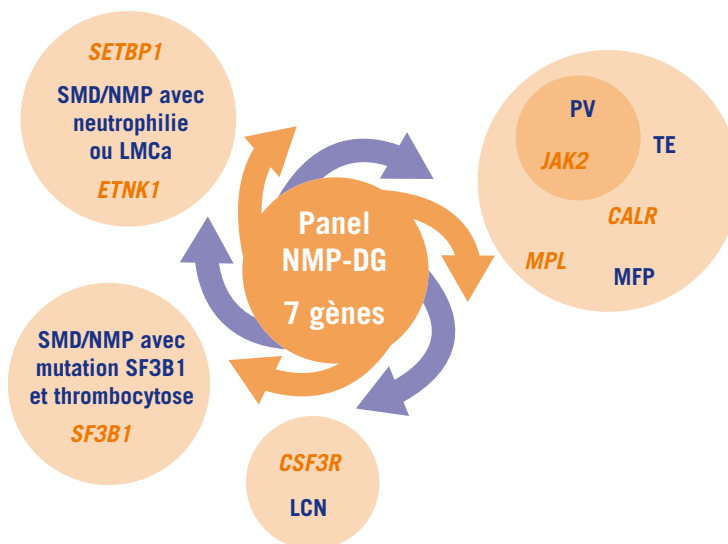 SETBP1
SMD/NMP avec
neutrophilie
ou LMCa
ETNK1
PV
JAK2
TE
CALR
MPL
MFP
Panel
NMP-DG
7 gènes
SMD/NMP avec
mutation SF3B1
et thrombocytose
SF3B1
CSF3R
LCN